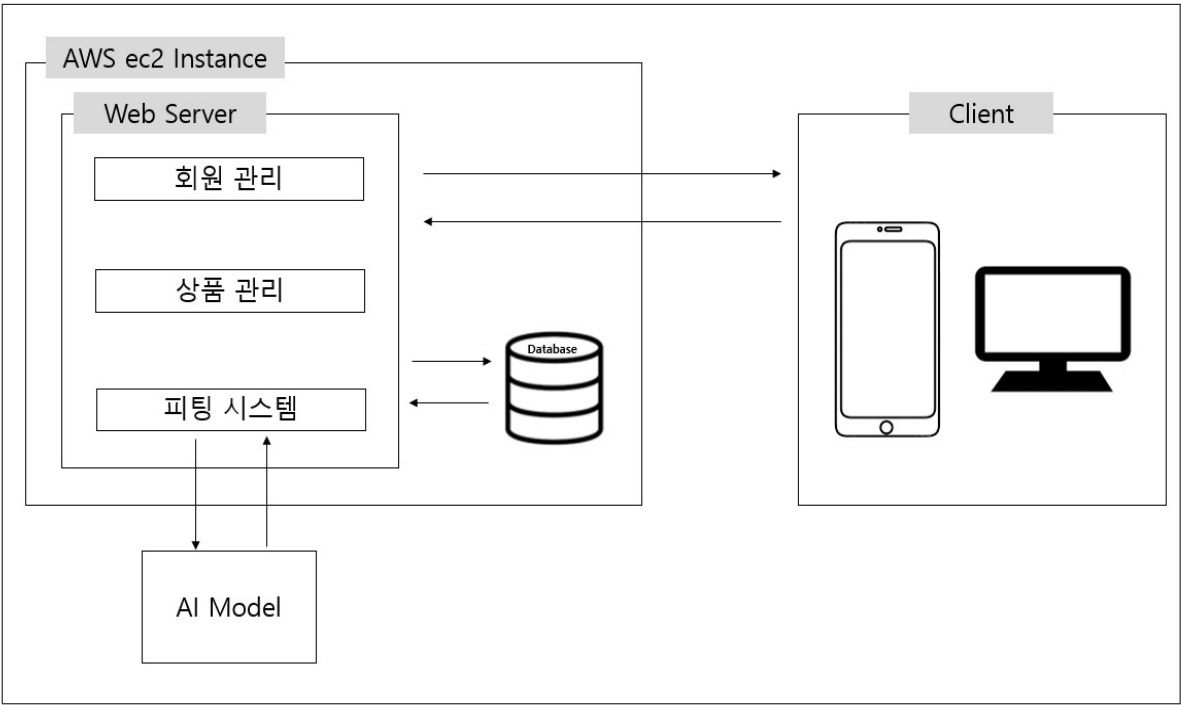 AWS ec2 Instance
Web Server
회원 관리
상품 관리
피팅 시스템
Database
AI Model
Client